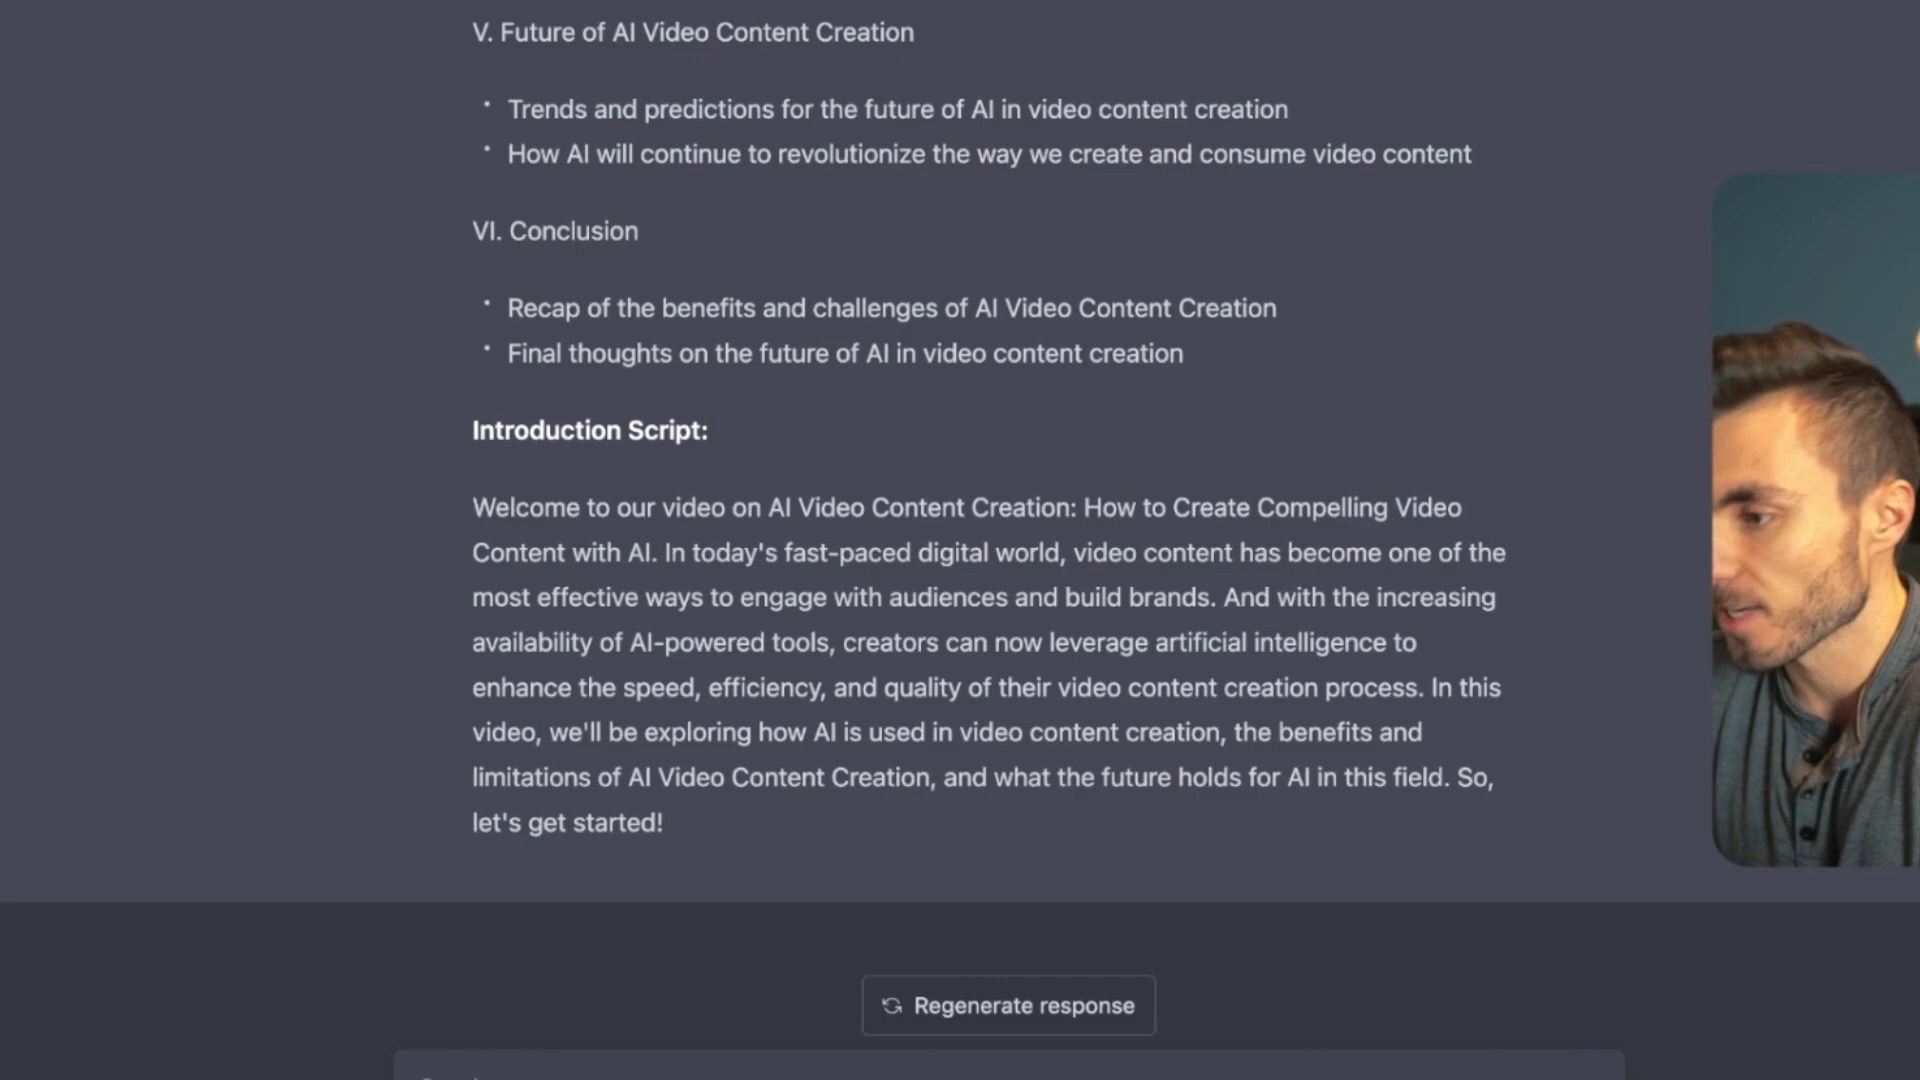 V. Future of AI Video Content Creation
• Trends and predictions for the future of AI in video content creation
• How AI will continue to revolutionize the way we create and consume video content
VI. Conclusion
• Recap of the benefits and challenges of AI Video Content Creation
• Final thoughts on the future of AI in video content creation
Introduction Script:
Welcome to our video on AI Video Content Creation: How to Create Compelling Video
Content with AI. In today's fast-paced digital world, video content has become one of the
most effective ways to engage with audiences and build brands. And with the increasing
availability of AI-powered tools, creators can now leverage artificial intelligence to
enhance the speed, efficiency, and quality of their video content creation process. In this
video, we'll be exploring how AI is used in video content creation, the benefits and
limitations of AI Video Content Creation, and what the future holds for AI in this field. So,
let's get started!
Regenerate response